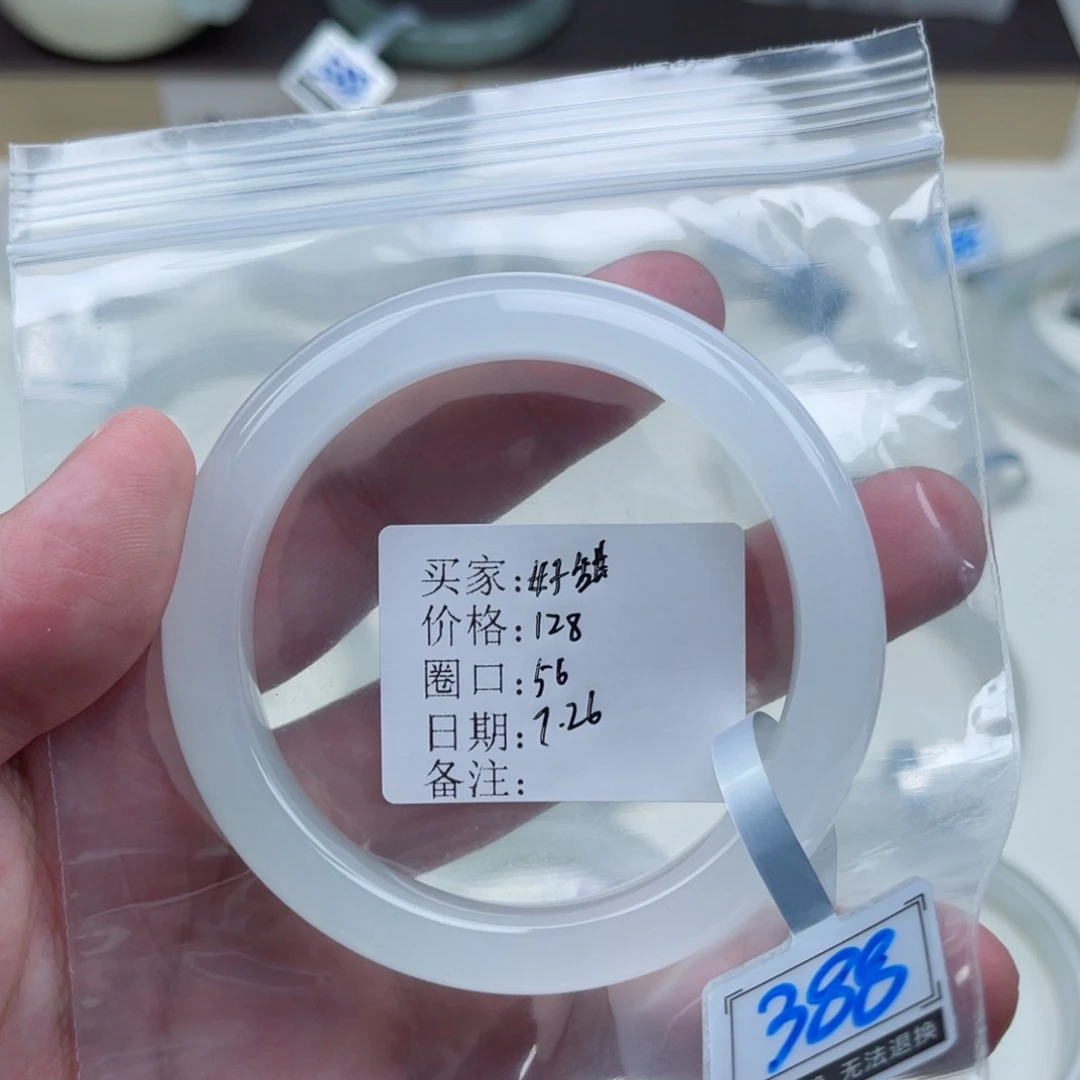 买家:
价格:128
圈口:56
日期:7.26
备注:
388
无法退换